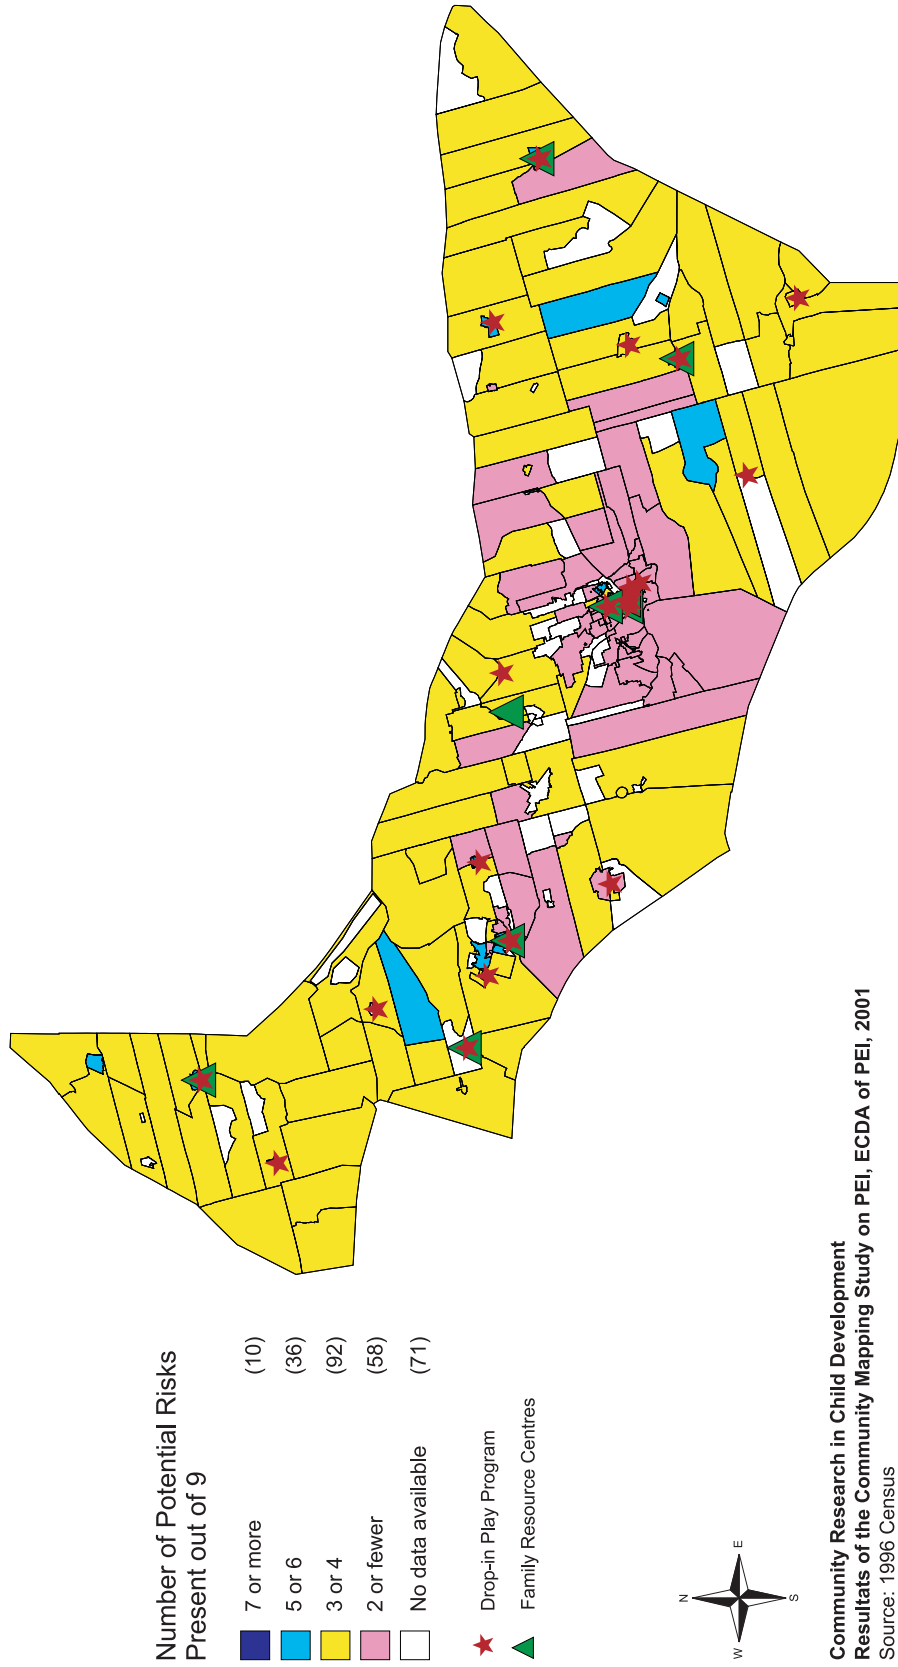 Number of Potential Risks
Present out of 9
7 or more (10)
5 or 6 (36)
3 or 4 (92)
2 or fewer (58)
No data available (71)
Drop-in Play Program
Family Resource Centres
N
W E
S
Community Research in Child Development
Resultats of the Community Mapping Study on PEI, ECDA of PEI, 2001
Source: 1996 Census